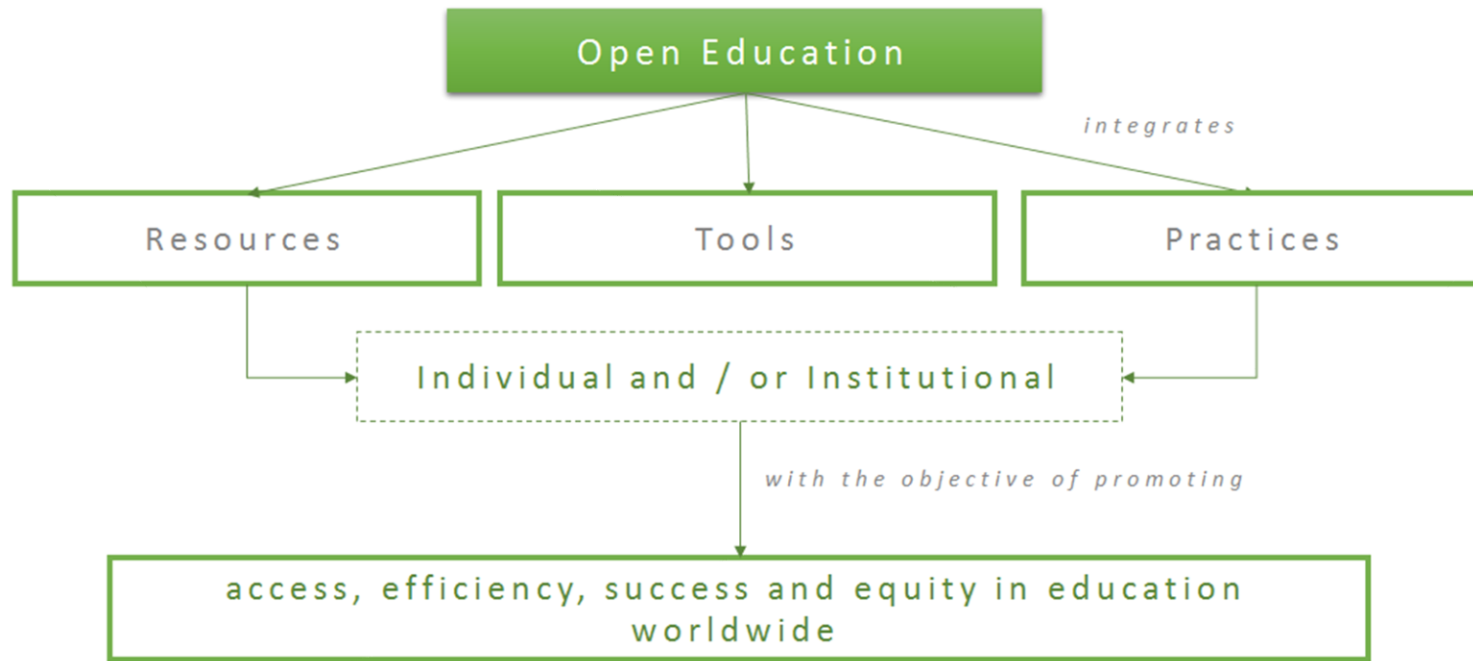 Open Education
integrates
Resources
Tools
Practices
Individual and / or Institutional
with the objective of promoting
access, efficiency, success and equity in education
worldwide